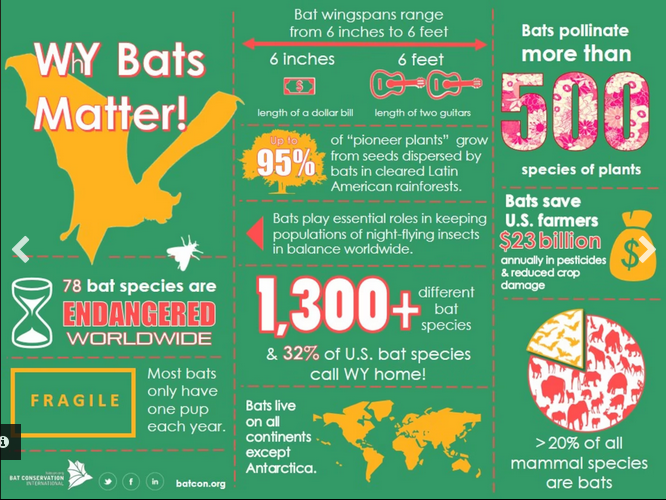 WhY Bats
Matter!
78 bat species are
ENDANGERED
WORLDWIDE
FRAGILE
Most bats
only have
one pup
each year.
BAT CONSERVATION
INTERNATIONAL
batcon.org
Bat wingspans range
from 6 inches to 6 feet
6 inches
6 feet
$
length of a dollar bill
length of two guitars
Up to
95%
of "pioneer plants" grow
from seeds dispersed by
bats in cleared Latin
American rainforests.
Bats play essential roles in keeping
populations of night-flying insects
in balance worldwide.
1,300+
different
bat
species
& 32% of U.S. bat species
call WY home!
Bats live
on all
continents
except
Antarctica.
Bats pollinate
more than
500
species of plants
Bats save
U.S. farmers
$23 billion
annually in pesticides
& reduced crop
damage
$
>20% of all
mammal species
are bats